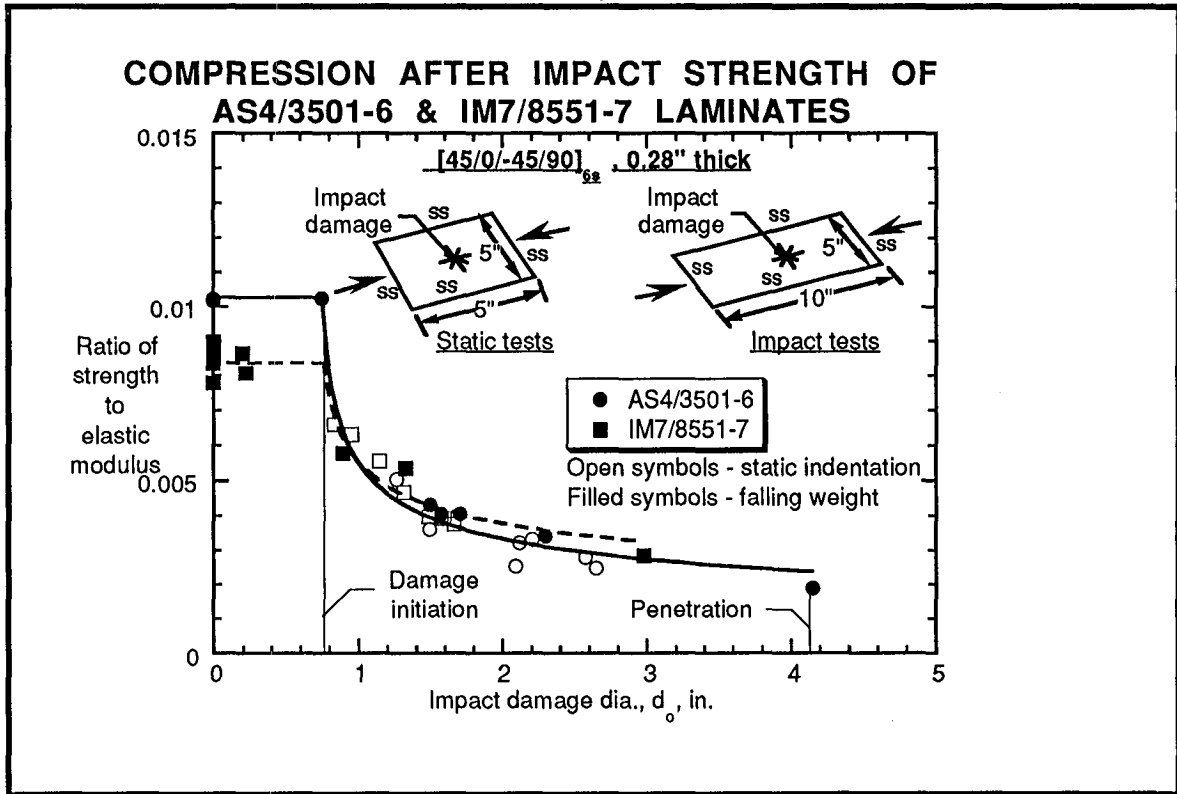 COMPRESSION AFTER IMPACT STRENGTH OF
AS4/3501-6 & IM7/8551-7 LAMINATES
0.015
[45/0/-45/90]6s , 0.28" thick
Impact
damage
ss
ss
5"
ss
ss
5"
Static tests
Impact
damage
ss
ss
5"
ss
ss
10"
Impact tests
0.01
Ratio of
strength
to
elastic
modulus
AS4/3501-6
IM7/8551-7
Open symbols - static indentation
Filled symbols - falling weight
0.005
Damage
initiation
Penetration
0
0
1
2
3
4
5
Impact damage dia., do, in.